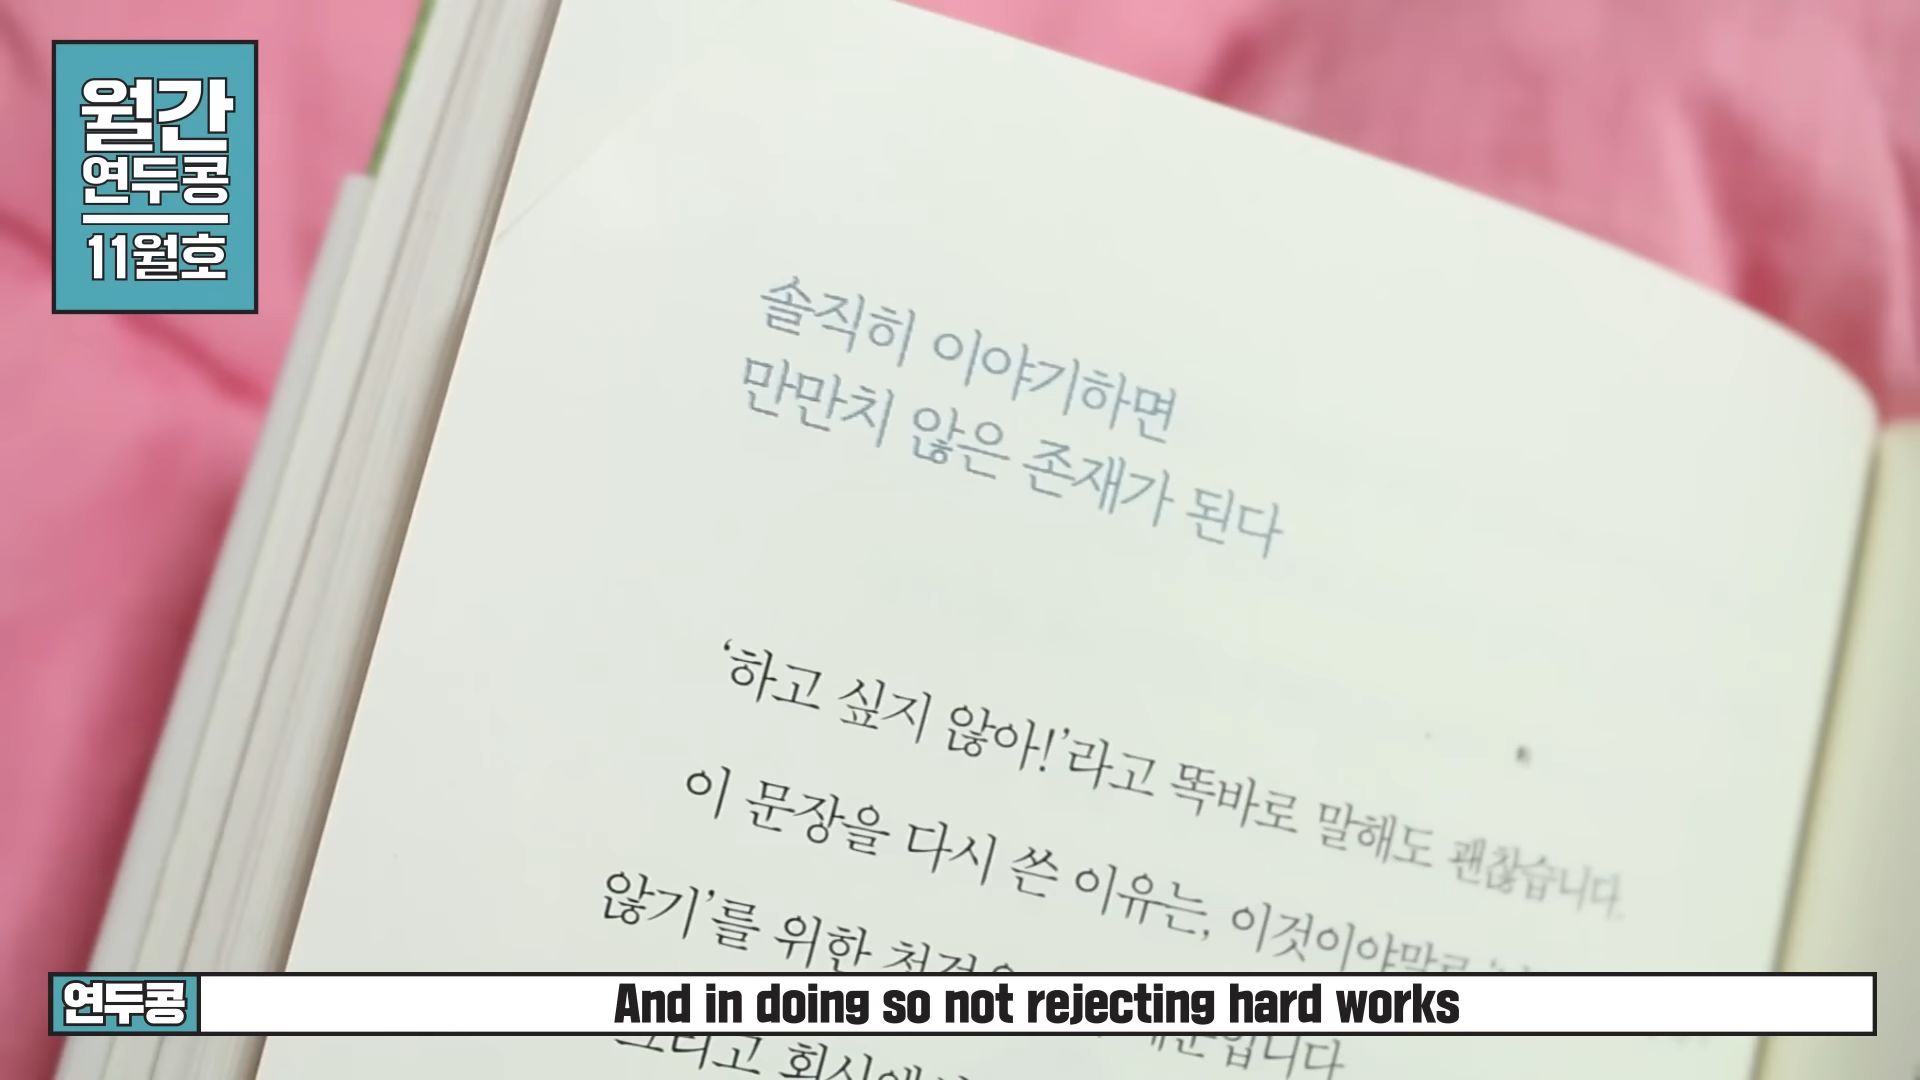 월간
연두콩
11월호
솔직히 이야기하면
만만치 않은 존재가 된다
‘하고 싶지 않아!’라고 똑바로 말해도 괜찮습니다.
이 문장을 다시 쓴 이유는, 이것이야말로
않기’를 위한
연두콩
And in doing so not rejecting hard works
그리고